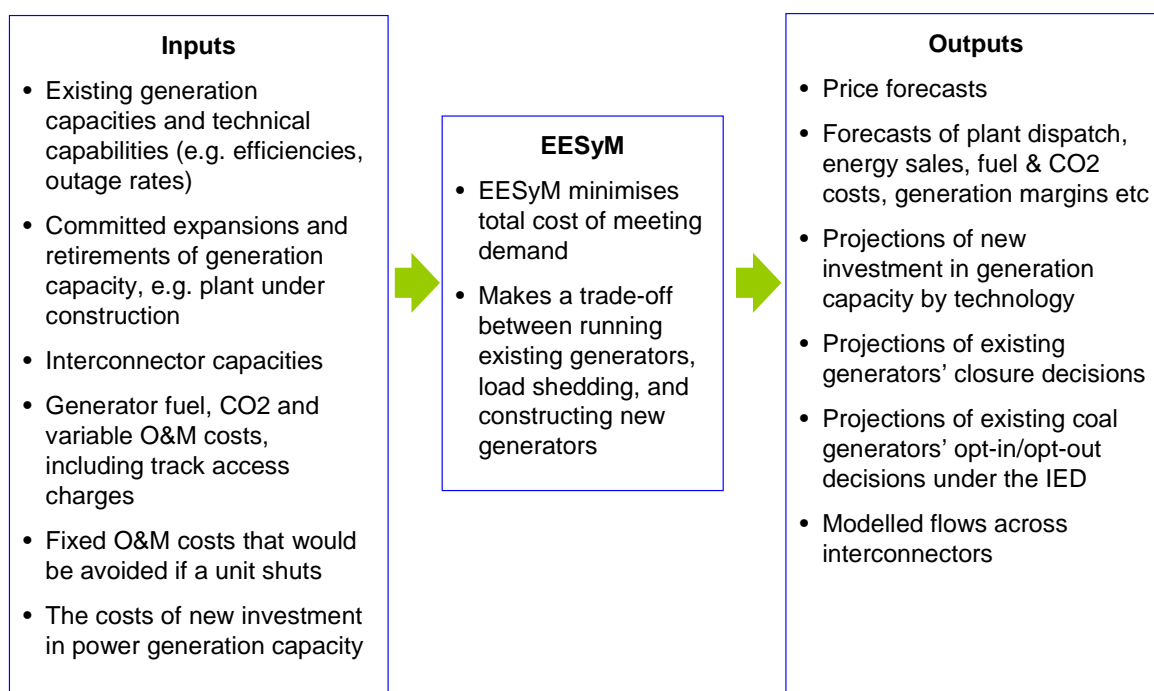 Inputs
• Existing generation
capacities and technical
capabilities (e.g. efficiencies,
outage rates)
• Committed expansions and
retirements of generation
capacity, e.g. plant under
construction
• Interconnector capacities
• Generator fuel, CO2 and
variable O&M costs,
including track access
charges
• Fixed O&M costs that would
be avoided if a unit shuts
• The costs of new investment
in power generation capacity
EESyM
• EESyM minimises
total cost of meeting
demand
• Makes a trade-off
between running
existing generators,
load shedding, and
constructing new
generators
Outputs
• Price forecasts
• Forecasts of plant dispatch,
energy sales, fuel & CO2
costs, generation margins etc
• Projections of new
investment in generation
capacity by technology
• Projections of existing
generators’ closure decisions
• Projections of existing coal
generators’ opt-in/opt-out
decisions under the IED
• Modelled flows across
interconnectors